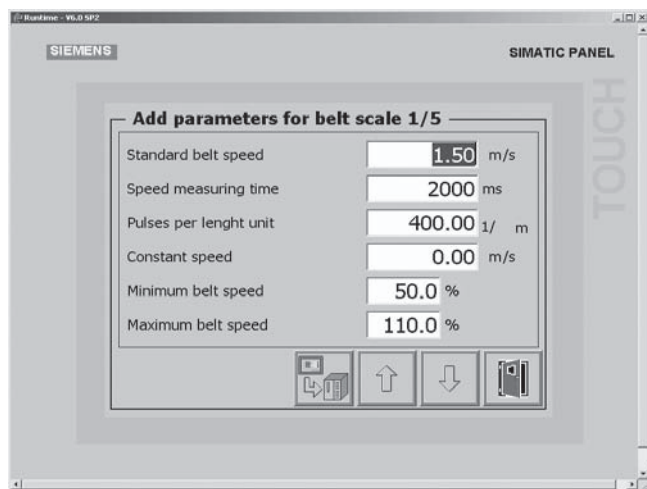 Runtime - V6.0 SP2
SIEMENS
SIMATIC PANEL
TOUCH
Add parameters for belt scale 1/5
Standard belt speed 1.50 m/s
Speed measuring time 2000 ms
Pulses per lenght unit 400.00 1/ m
Constant speed 0.00 m/s
Minimum belt speed 50.0 %
Maximum belt speed 110.0 %